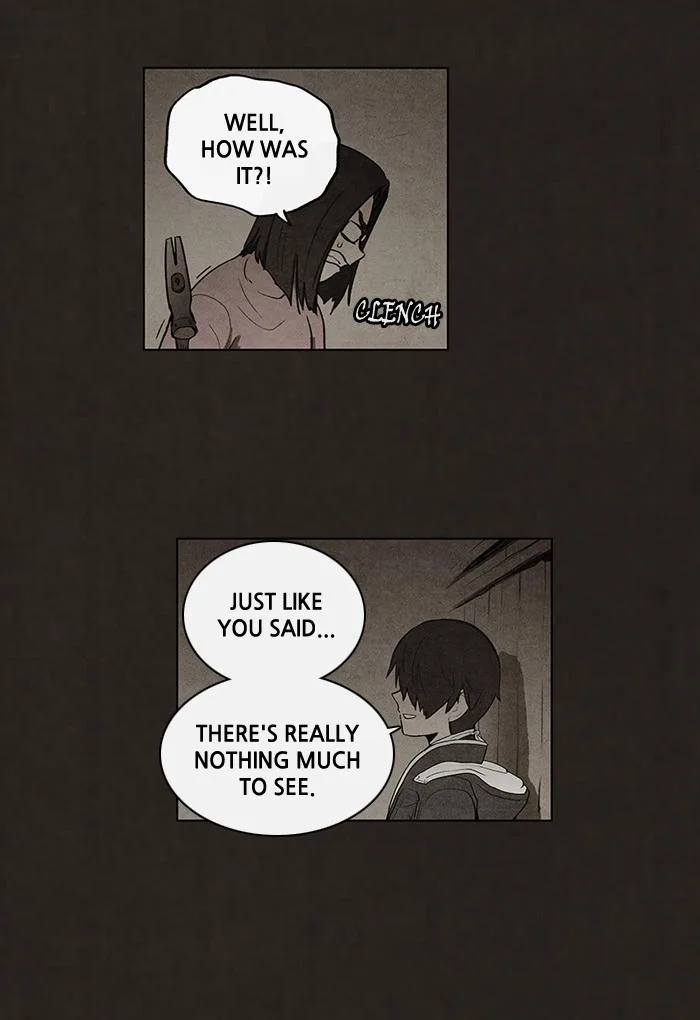 WELL,
HOW WAS
IT?!
CLENCH
JUST LIKE
YOU SAID...
THERE'S REALLY
NOTHING MUCH
TO SEE.